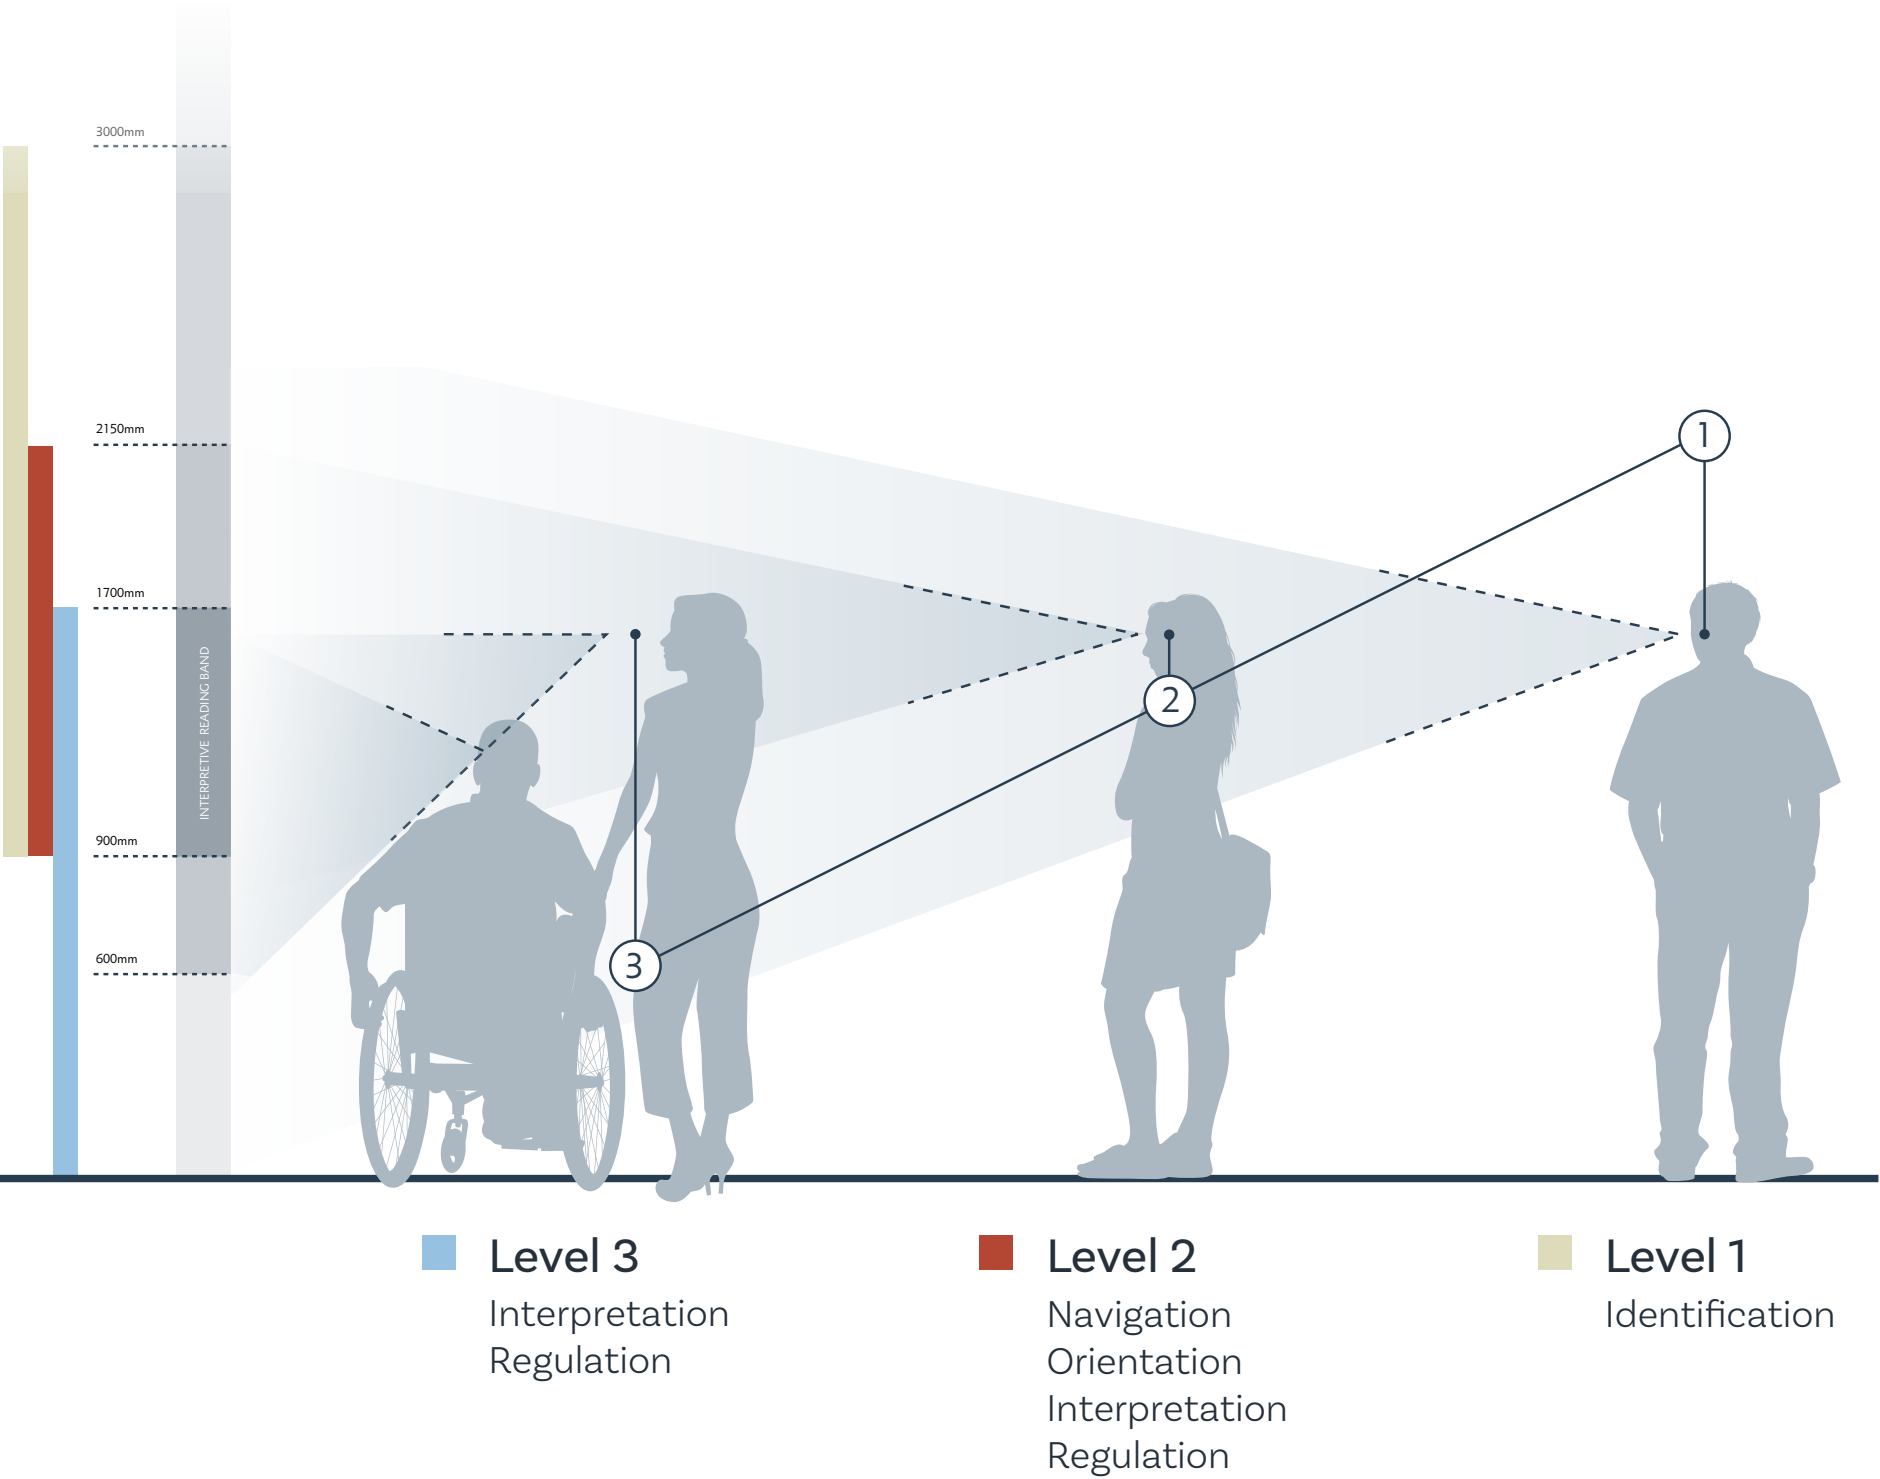 3000mm
2150mm
1700mm
INTERPRETIVE READING BAND
900mm
600mm
1
2
3
Level 3
Interpretation
Regulation
Level 2
Navigation
Orientation
Interpretation
Regulation
Level 1
Identification